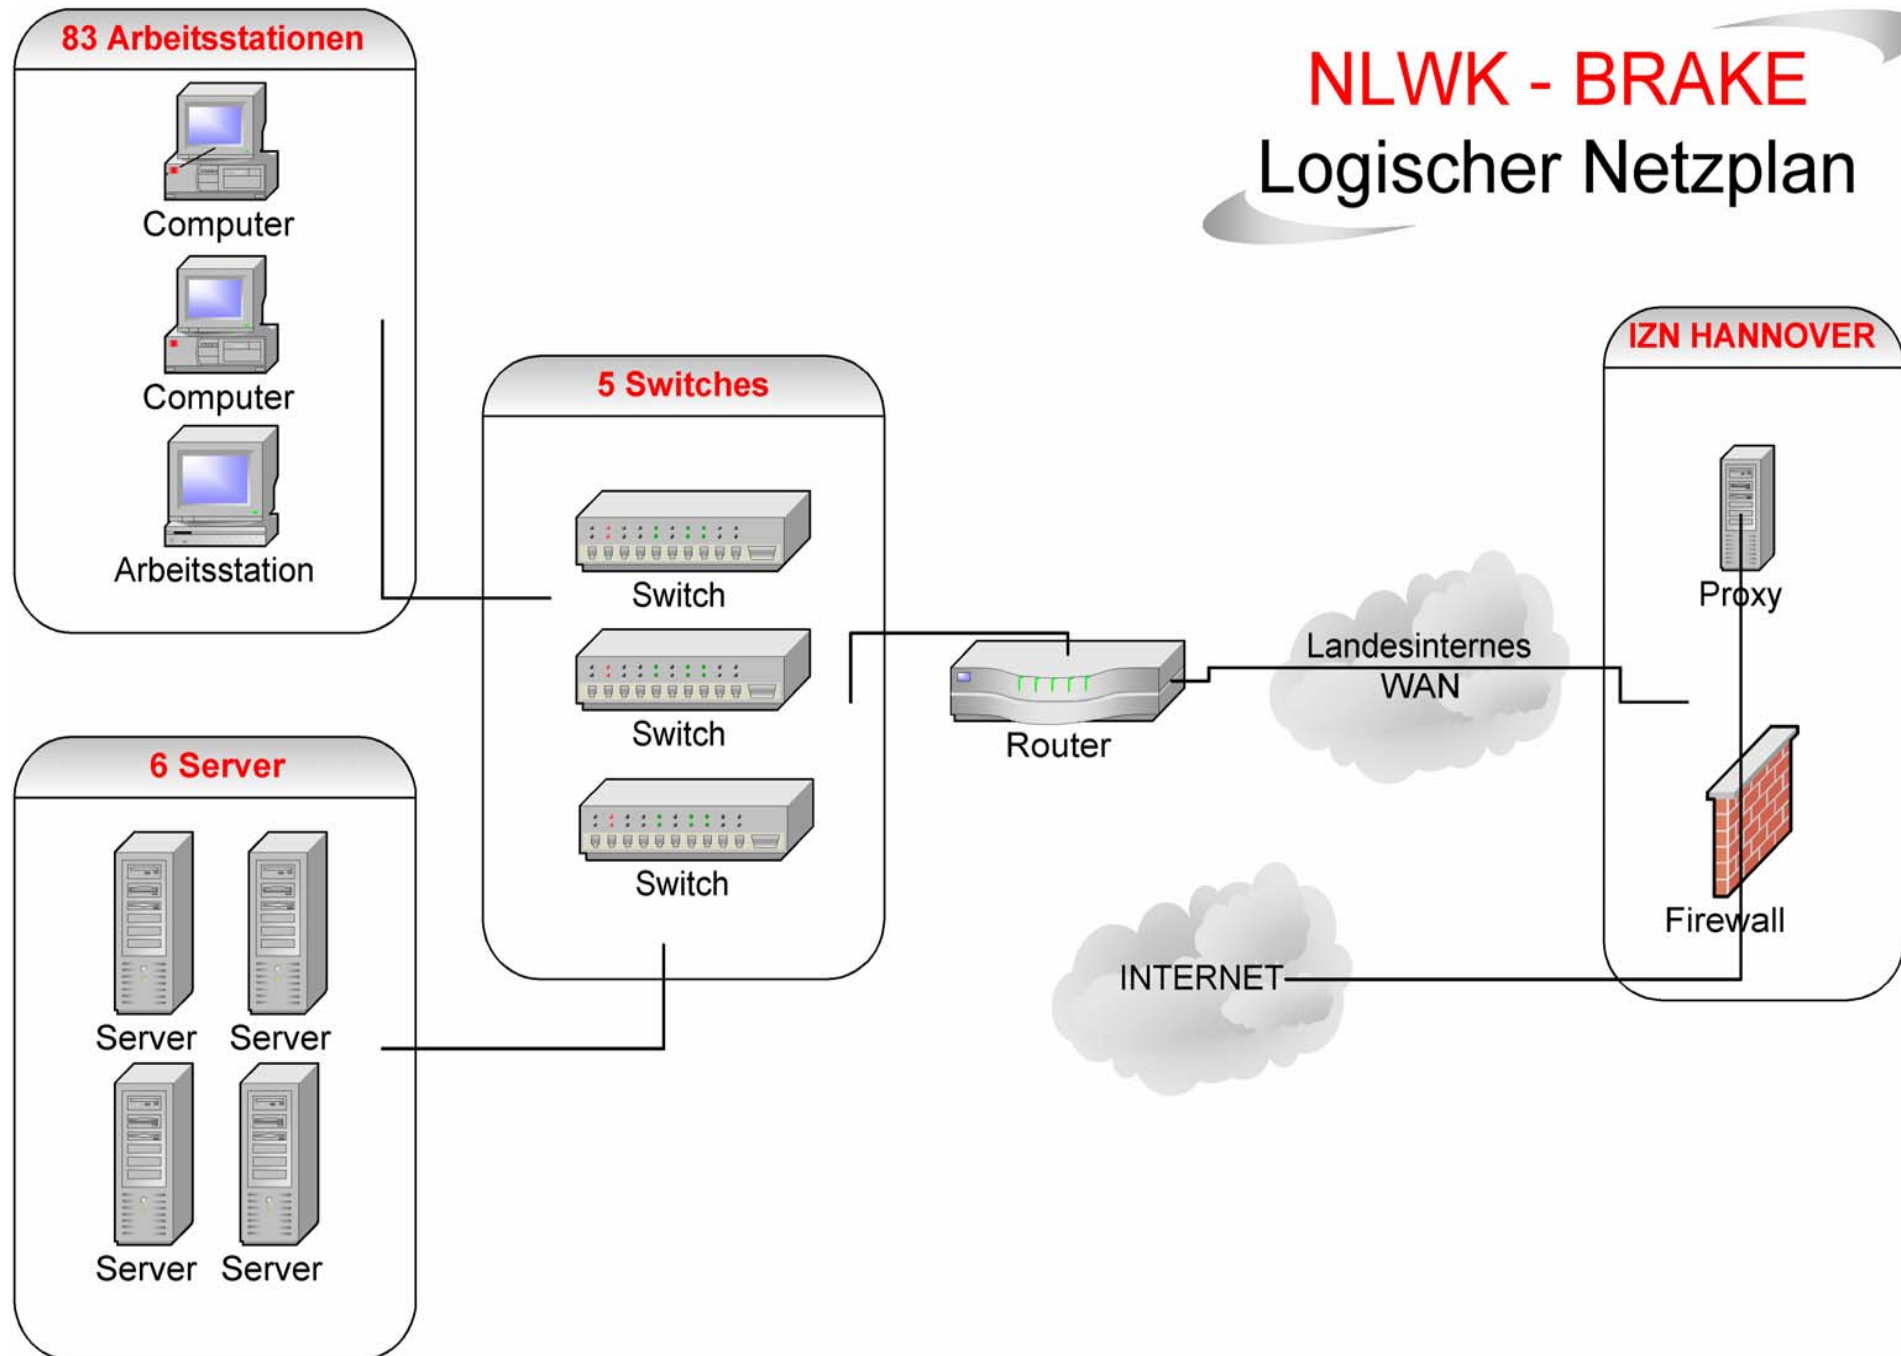 83 Arbeitsstationen
Computer
Computer
Arbeitsstation
NLWK - BRAKE
Logischer Netzplan
5 Switches
Switch
Switch
Switch
6 Server
Server Server
Server Server
Router
Landesinternes
WAN
INTERNET
IZN HANNOVER
Proxy
Firewall